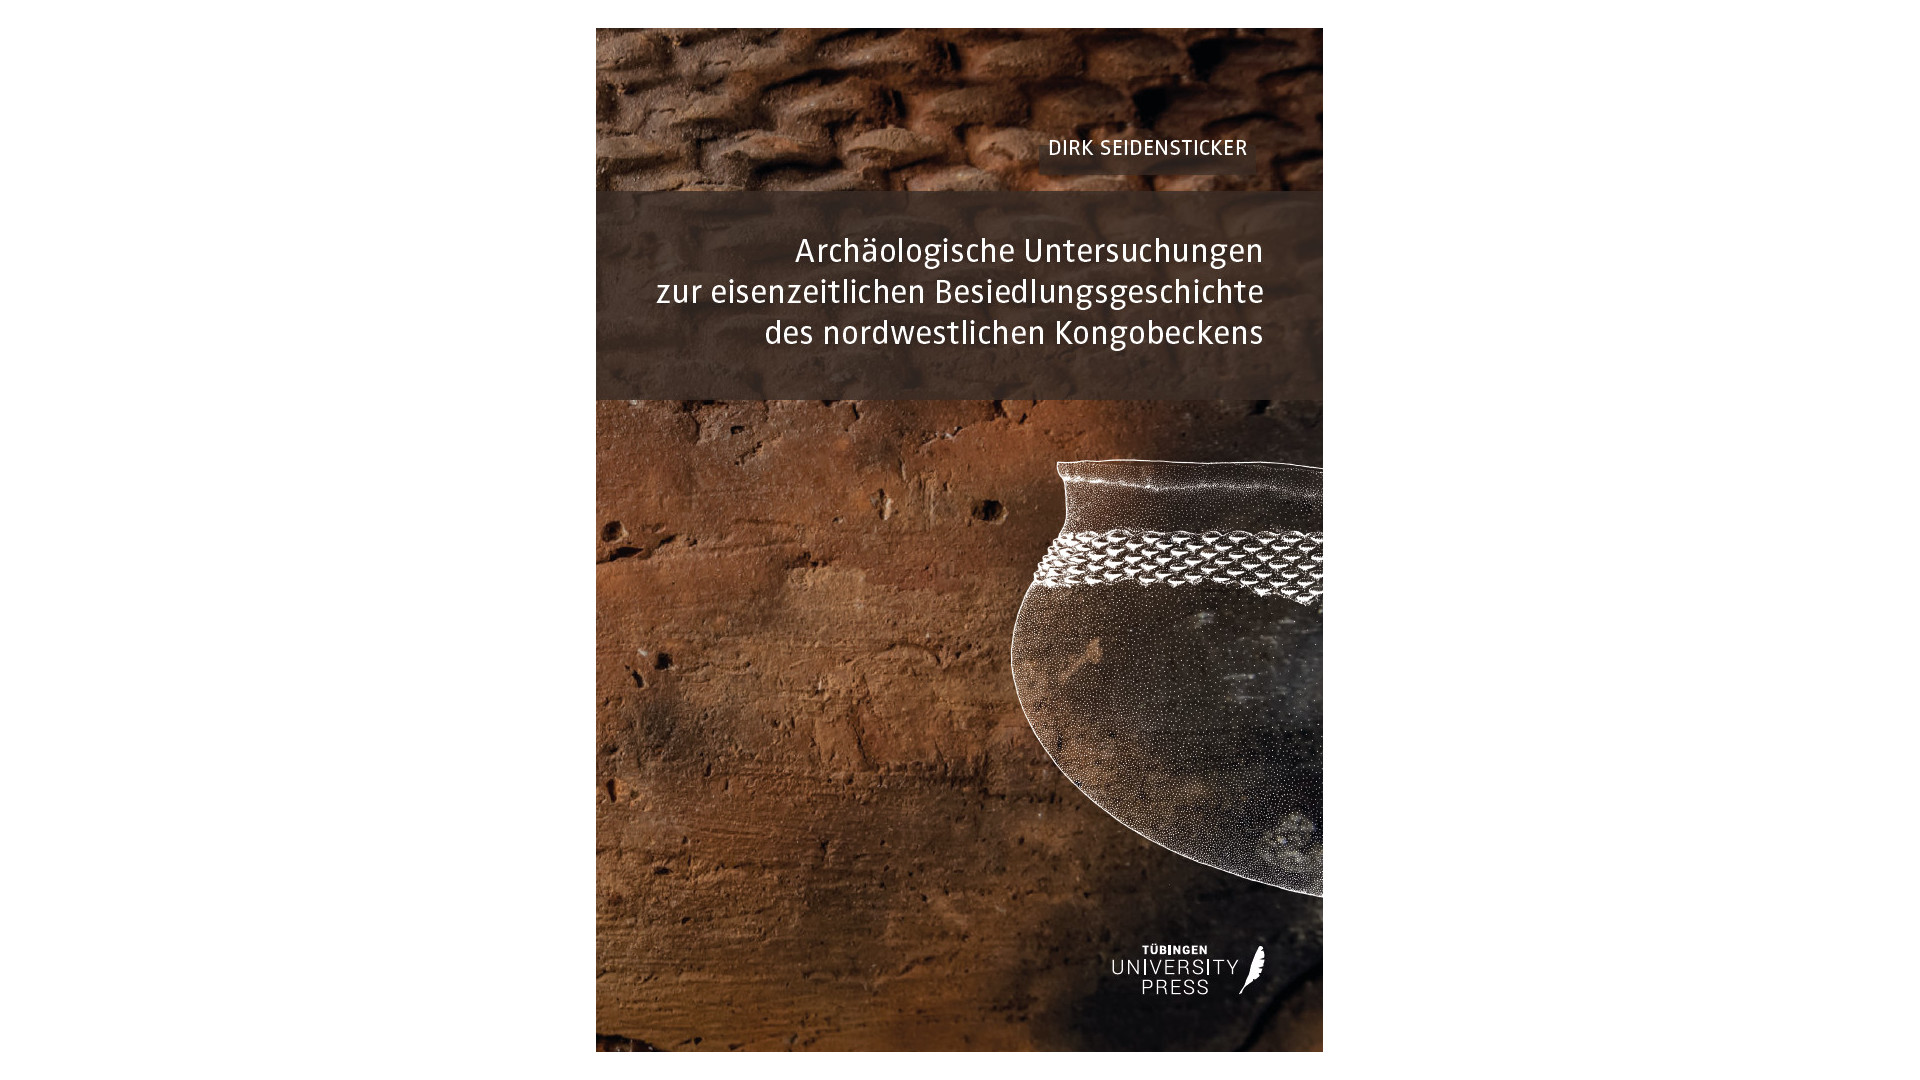 DIRK SEIDENSTICKER
Archäologische Untersuchungen
zur eisenzeitlichen Besiedlungsgeschichte
des nordwestlichen Kongobeckens
TÜBINGEN
UNIVERSITY
PRESS